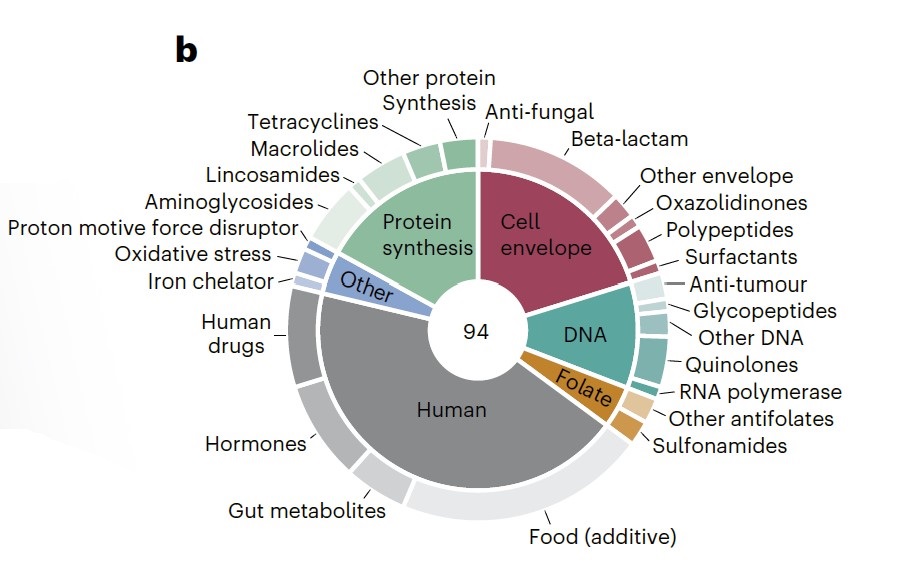 b
Other protein
Synthesis
Anti-fungal
Tetracyclines
Beta-lactam
Macrolides
Lincosamides
Other envelope
Aminoglycosides
Oxazolidinones
Proton motive force disruptor
Polypeptides
Oxidative stress
Surfactants
Iron chelator
Anti-tumour
Glycopeptides
Human
drugs
Other DNA
Quinolones
RNA polymerase
Other antifolates
Sulfonamides
Hormones
Gut metabolites
Food (additive)
Protein
synthesis
Cell
envelope
Other
94
DNA
Folate
Human